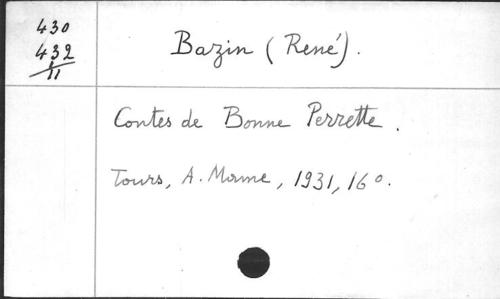 430
432
11
Bazin (René).
Contes de Bonne Perrette.
Tours, A. Mame, 1931, 16°.